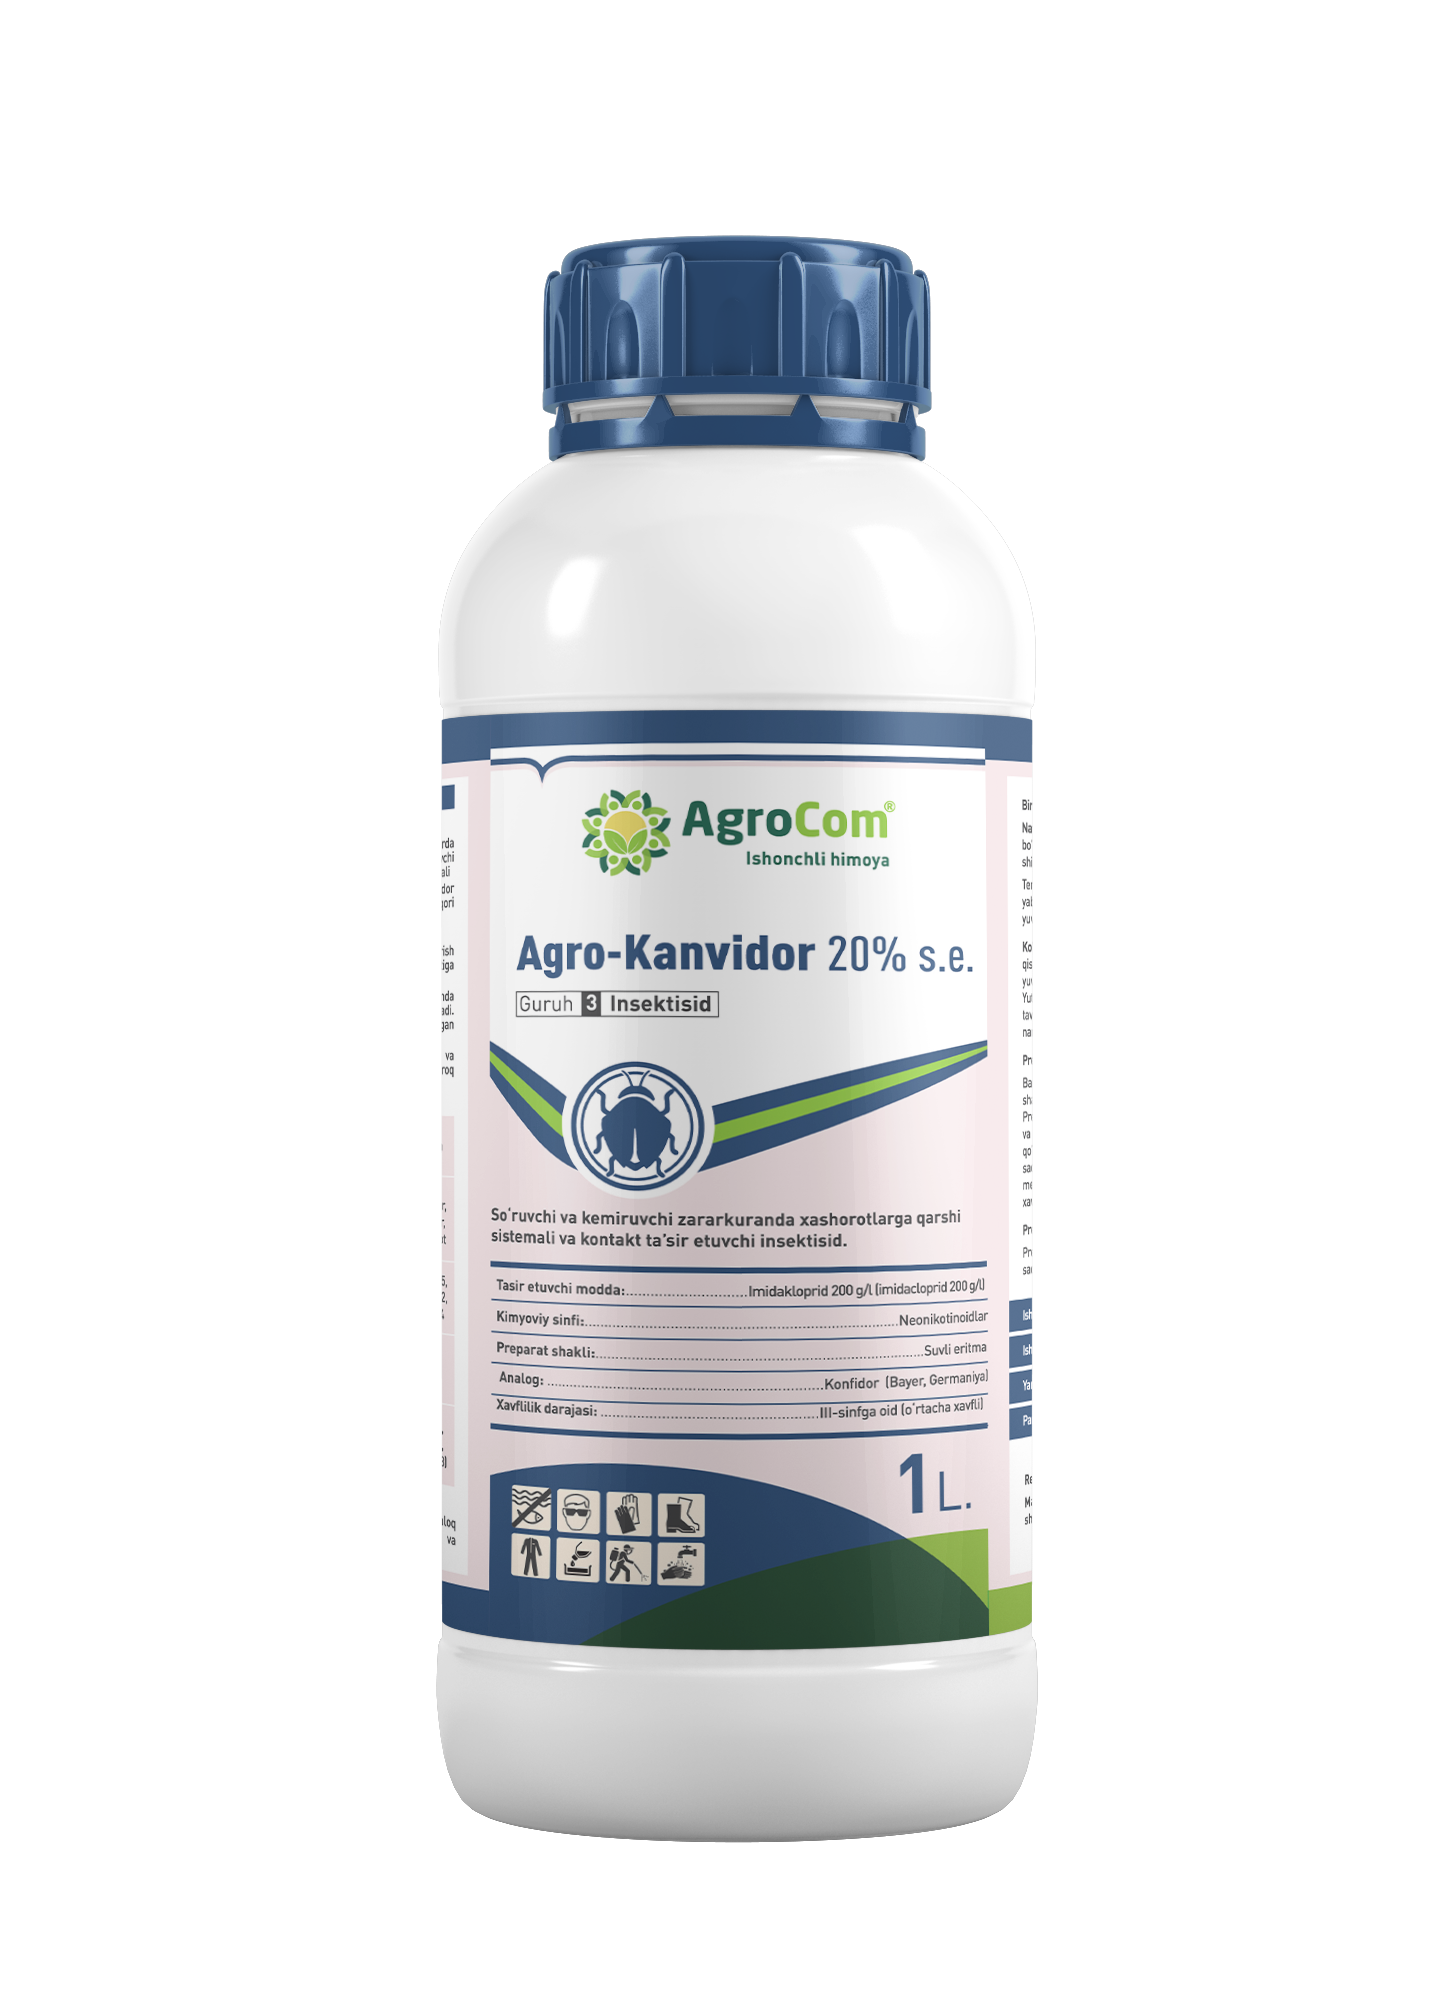 AgroCom®
Ishonchli himoya
Agro-Kanvidor 20% s.e.
Guruh 3 Insektisid
So'ruvchi va kemiruvchi zararkuranda xashorotlarga qarshi
sistemali va kontakt ta'sir etuvchi insektisid.
Tasir etuvchi modda:..........................Imidakloprid 200 g/l (imidacloprid 200 g/l)
Kimyoviy sinfi:..........................Neonikotinoidlar
Preparat shakli:..........................Suvli eritma
Analog: ..........................Konfidor (Bayer, Germaniya)
Xavflilik darajasi: ..........................III-sinfga oid (o'rtacha xavfli)
1 L.